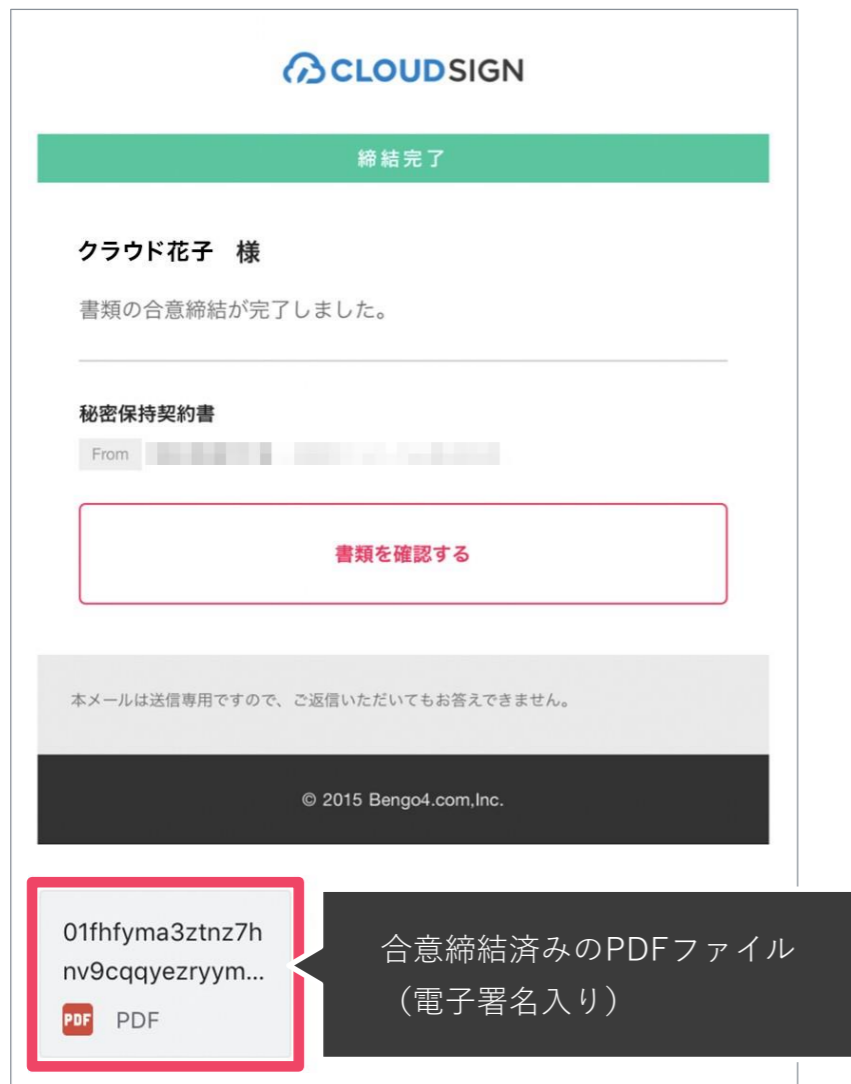 CLOUDSIGN
締結完了
クラウド花子 様
書類の合意締結が完了しました。
秘密保持契約書
From
書類を確認する
本メールは送信専用ですので、ご返信いただいてもお答えできません。
© 2015 Bengo4.com,Inc.
01fhfyma3ztnz7h
nv9cqqyezryym...
PDF PDF
合意締結済みのPDFファイル
（電子署名入り）